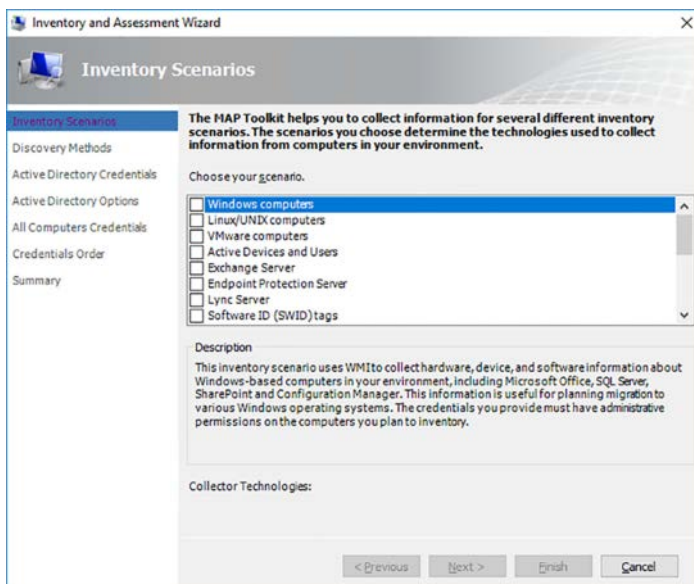 Inventory and Assessment Wizard
Inventory Scenarios
Inventory Scenarios
Discovery Methods
Active Directory Credentials
Active Directory Options
All Computers Credentials
Credentials Order
Summary
The MAP Toolkit helps you to collect information for several different inventory
scenarios. The scenarios you choose determine the technologies used to collect
information from computers in your environment.
Choose your scenario.
Windows computers
Linux/UNIX computers
VMware computers
Active Devices and Users
Exchange Server
Endpoint Protection Server
Lync Server
Software ID (SWID) tags
Description
This inventory scenario uses WMI to collect hardware, device, and software information about
Windows-based computers in your environment, including Microsoft Office, SQL Server,
SharePoint and Configuration Manager. This information is useful for planning migration to
various Windows operating systems. The credentials you provide must have administrative
permissions on the computers you plan to inventory.
Collector Technologies:
< Previous
Next >
Finish
Cancel